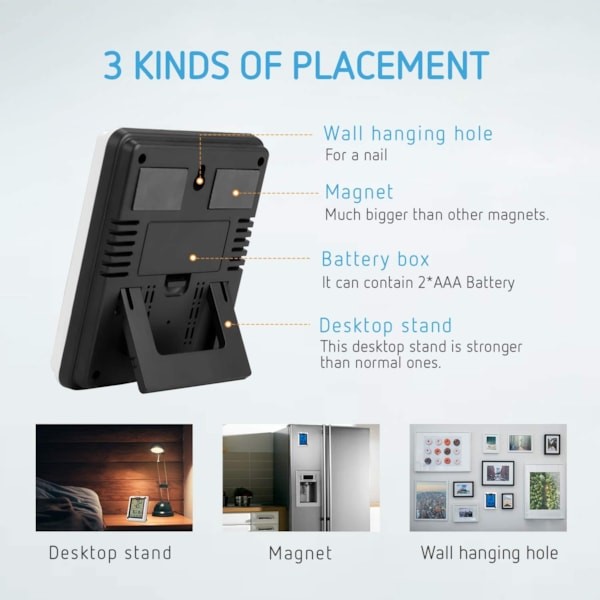 3 KINDS OF PLACEMENT
Wall hanging hole
For a nail
Magnet
Much bigger than other magnets.
Battery box
It can contain 2*AAA Battery
Desktop stand
This desktop stand is stronger
than normal ones.
Desktop stand
Magnet
Wall hanging hole